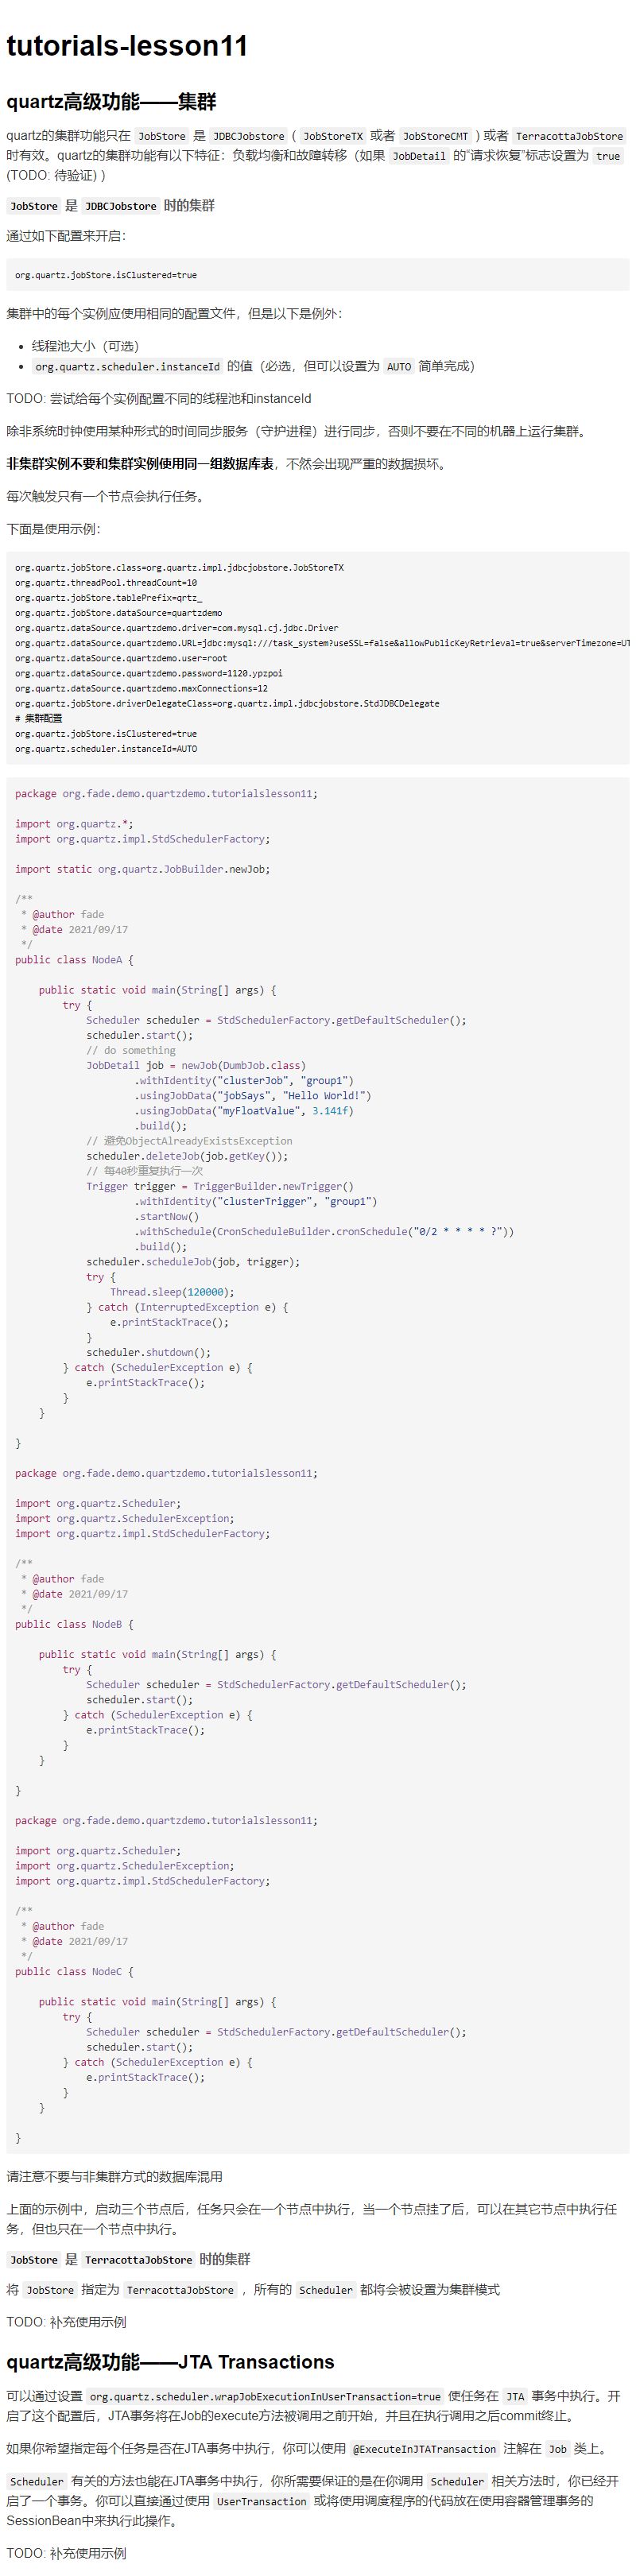 tutorials-lesson11
quartz高级功能——集群
quartz的集群功能只在 JobStore 是 JDBCJobstore ( JobStoreTX 或者 JobStoreCMT ) 或者 TerracottaJobStore
时有效。quartz的集群功能有以下特征：负载均衡和故障转移（如果 JobDetail 的“请求恢复”标志设置为 true
(TODO: 待验证) )
JobStore 是 JDBCJobstore 时的集群
通过如下配置来开启：
org.quartz.jobStore.isClustered=true
集群中的每个实例应使用相同的配置文件，但是以下是例外：
• 线程池大小（可选）
• org.quartz.scheduler.instanceId 的值（必选，但可以设置为 AUTO 简单完成）
TODO: 尝试给每个实例配置不同的线程池和instanceId
除非系统时钟使用某种形式的时间同步服务（守护进程）进行同步，否则不要在不同的机器上运行集群。
非集群实例不要和集群实例使用同一组数据库表，不然会出现严重的数据损坏。
每次触发只有一个节点会执行任务。
下面是使用示例：
org.quartz.jobStore.class=org.quartz.impl.jdbcjobstore.JobStoreTX
org.quartz.threadPool.threadCount=10
org.quartz.jobStore.tablePrefix=qrtz_
org.quartz.jobStore.dataSource=quartzdemo
org.quartz.dataSource.quartzdemo.driver=com.mysql.cj.jdbc.Driver
org.quartz.dataSource.quartzdemo.URL=jdbc:mysql:///task_system?useSSL=false&allowPublicKeyRetrieval=true&serverTimezone=UT
org.quartz.dataSource.quartzdemo.user=root
org.quartz.dataSource.quartzdemo.password=1120.ypzpoi
org.quartz.dataSource.quartzdemo.maxConnections=12
org.quartz.jobStore.driverDelegateClass=org.quartz.impl.jdbcjobstore.StdJDBCDelegate
# 集群配置
org.quartz.jobStore.isClustered=true
org.quartz.scheduler.instanceId=AUTO
package org.fade.demo.quartzdemo.tutorialslesson11;
import org.quartz.*;
import org.quartz.impl.StdSchedulerFactory;
import static org.quartz.JobBuilder.newJob;
/**
 * @author fade
 * @date 2021/09/17
 */
public class NodeA {
    public static void main(String[] args) {
        try {
            Scheduler scheduler = StdSchedulerFactory.getDefaultScheduler();
            scheduler.start();
            // do something
            JobDetail job = newJob(DumbJob.class)
                    .withIdentity("clusterJob", "group1")
                    .usingJobData("jobSays", "Hello World!")
                    .usingJobData("myFloatValue", 3.141f)
                    .build();
            // 避免ObjectAlreadyExistsException
            scheduler.deleteJob(job.getKey());
            // 每40秒重复执行一次
            Trigger trigger = TriggerBuilder.newTrigger()
                    .withIdentity("clusterTrigger", "group1")
                    .startNow()
                    .withSchedule(CronScheduleBuilder.cronSchedule("0/2 * * * * ?"))
                    .build();
            scheduler.scheduleJob(job, trigger);
            try {
                Thread.sleep(120000);
            } catch (InterruptedException e) {
                e.printStackTrace();
            }
            scheduler.shutdown();
        } catch (SchedulerException e) {
            e.printStackTrace();
        }
    }
}
package org.fade.demo.quartzdemo.tutorialslesson11;
import org.quartz.Scheduler;
import org.quartz.SchedulerException;
import org.quartz.impl.StdSchedulerFactory;
/**
 * @author fade
 * @date 2021/09/17
 */
public class NodeB {
    public static void main(String[] args) {
        try {
            Scheduler scheduler = StdSchedulerFactory.getDefaultScheduler();
            scheduler.start();
        } catch (SchedulerException e) {
            e.printStackTrace();
        }
    }
}
package org.fade.demo.quartzdemo.tutorialslesson11;
import org.quartz.Scheduler;
import org.quartz.SchedulerException;
import org.quartz.impl.StdSchedulerFactory;
/**
 * @author fade
 * @date 2021/09/17
 */
public class NodeC {
    public static void main(String[] args) {
        try {
            Scheduler scheduler = StdSchedulerFactory.getDefaultScheduler();
            scheduler.start();
        } catch (SchedulerException e) {
            e.printStackTrace();
        }
    }
}
请注意不要与非集群方式的数据库混用
上面的示例中，启动三个节点后，任务只会在一个节点中执行，当一个节点挂了后，可以在其它节点中执行任
务，但也只在一个节点中执行。
JobStore 是 TerracottaJobStore 时的集群
将 JobStore 指定为 TerracottaJobStore ，所有的 Scheduler 都将会被设置为集群模式
TODO: 补充使用示例
quartz高级功能——JTA Transactions
可以通过设置 org.quartz.scheduler.wrapJobExecutionInUserTransaction=true 使任务在 JTA 事务中执行。开
启了这个配置后，JTA事务将在Job的execute方法被调用之前开始，并且在执行调用之后commit终止。
如果你希望指定每个任务是否在JTA事务中执行，你可以使用 @ExecuteInJTATransaction 注解在 Job 类上。
Scheduler 有关的方法也能在JTA事务中执行，你所需要保证的是在你调用 Scheduler 相关方法时，你已经开
启了一个事务。你可以直接通过使用 UserTransaction 或将使用调度程序的代码放在使用容器管理事务的
SessionBean中来执行此操作。
TODO: 补充使用示例